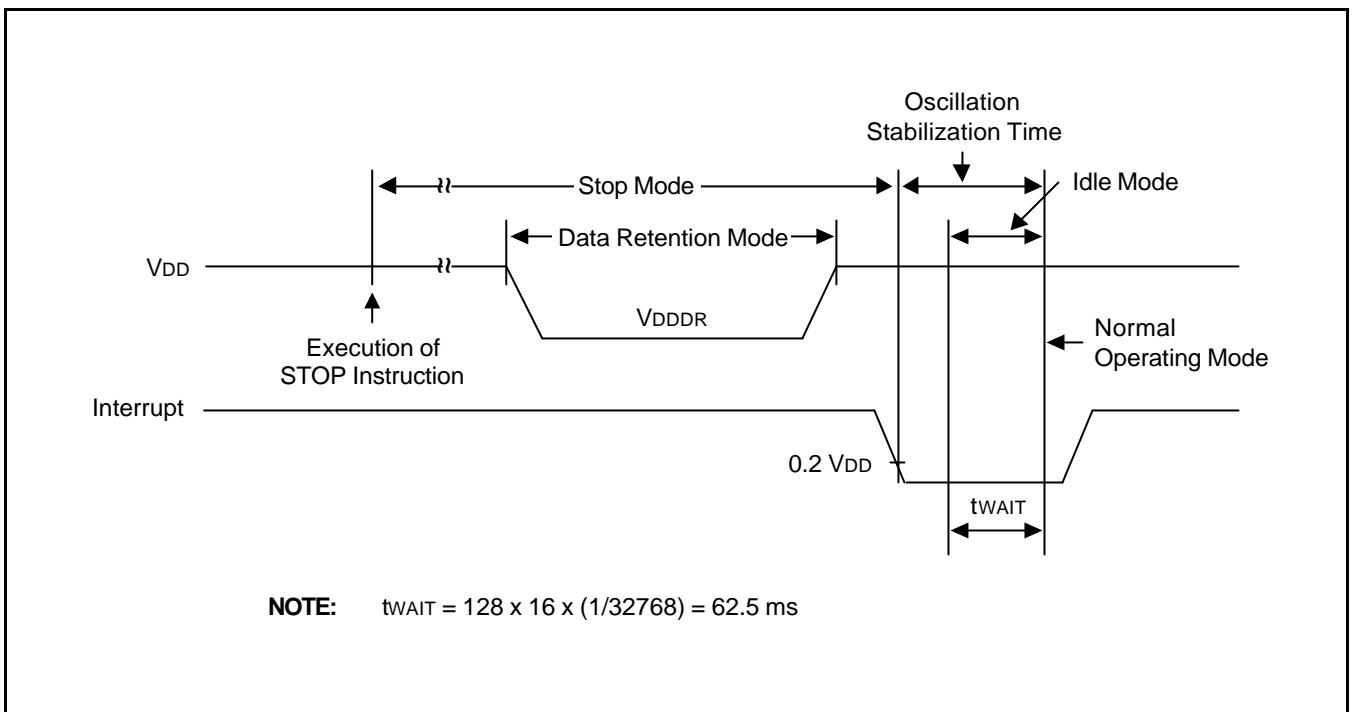 Oscillation
Stabilization Time
Stop Mode
Idle Mode
Data Retention Mode
VDD
VDDDR
Execution of
STOP Instruction
Normal
Operating Mode
Interrupt
0.2 VDD
tWAIT
NOTE: tWAIT = 128 x 16 x (1/32768) = 62.5 ms